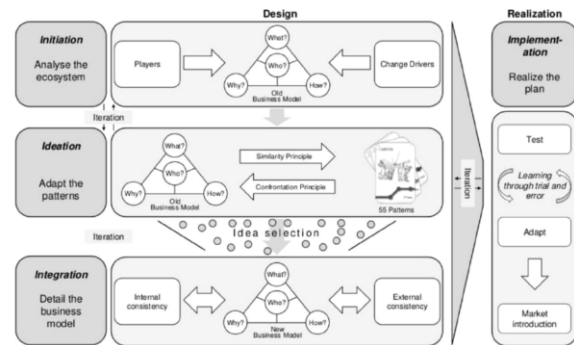 Design
Realization
Initiation
Analyse the
ecosystem
Players
What?
Who?
Why?
How?
Old
Business Model
Change Drivers
Iteration
Ideation
Adapt the
patterns
What?
Who?
Why?
How?
Old
Business Model
Similarity Principle
Confrontation Principle
55 Patterns
Iteration
Idea selection
Integration
Detail the
business model
Internal
consistency
What?
Who?
Why?
How?
New
Business Model
External
consistency
Iteration
Implement-
ation
Realize the
plan
Test
Learning
through trial and
error
Adapt
Market
introduction